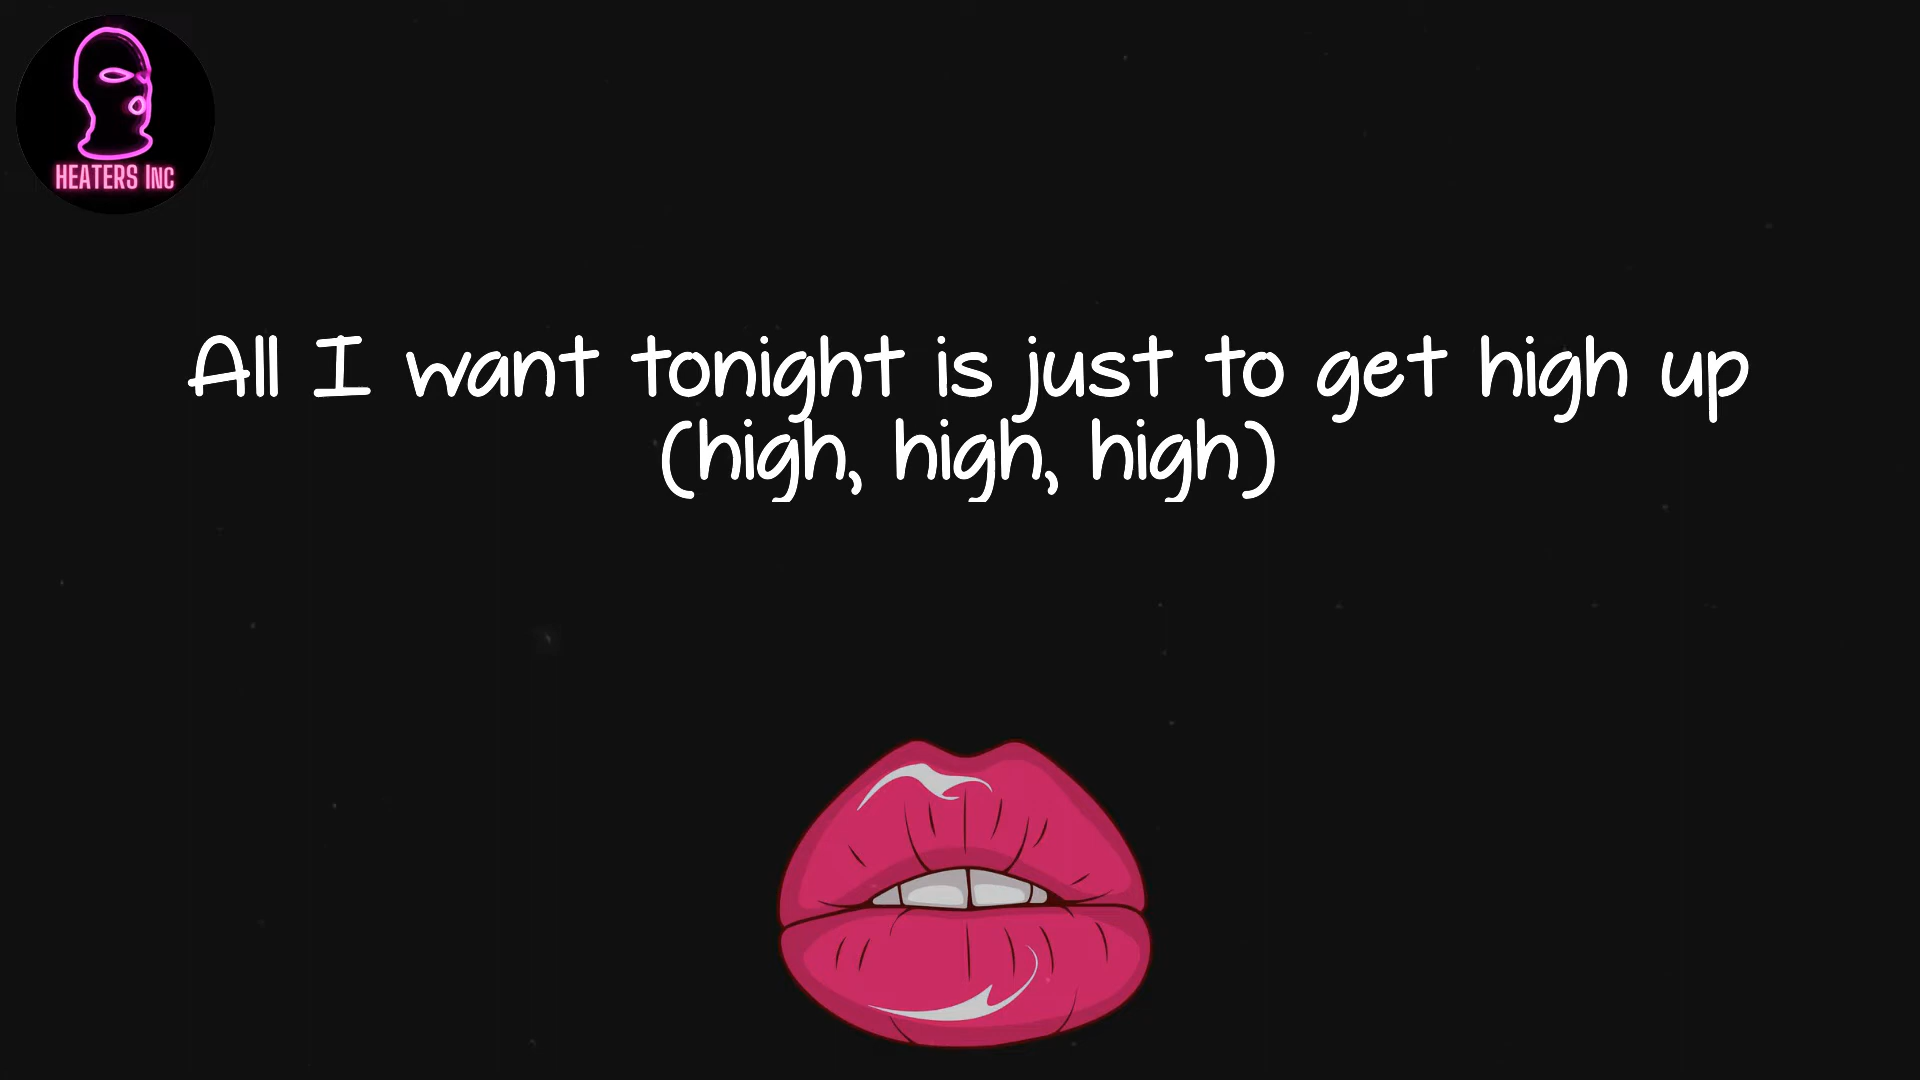 HEATERS INC
All I want tonight is just to get high up
(high, high, high)